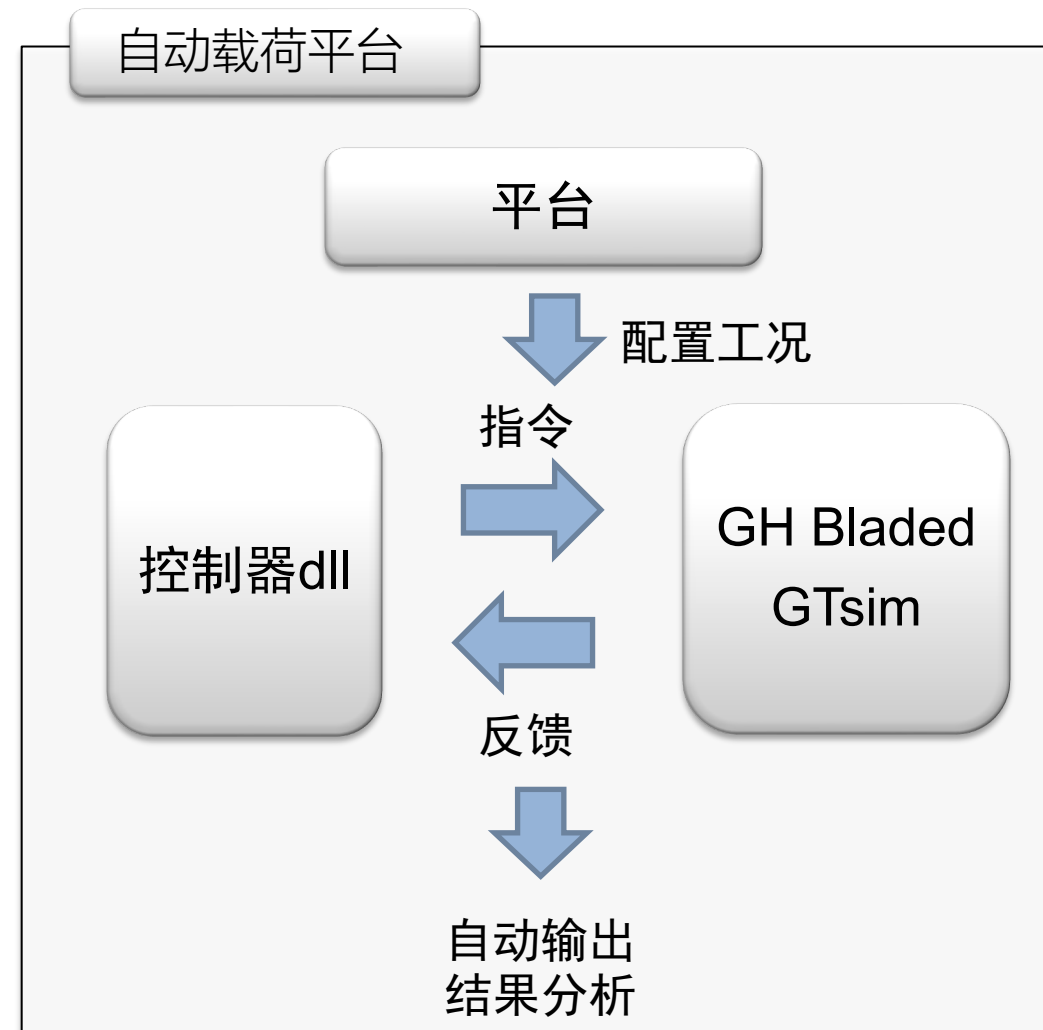 自动载荷平台
平台
配置工况
指令
控制器dll
GH Bladed
GTsim
反馈
自动输出
结果分析